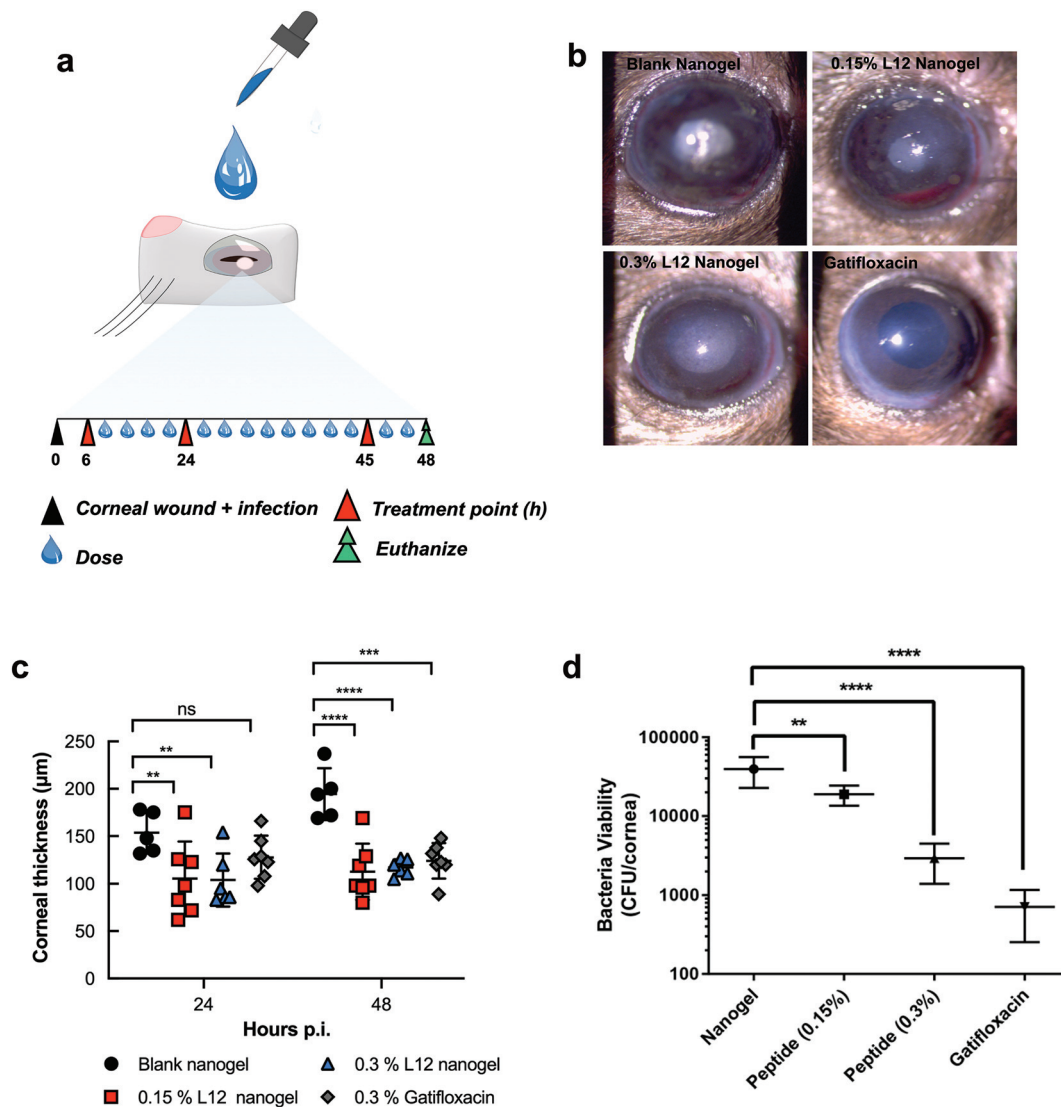 a
0
6
24
45
48
Corneal wound + infection
Treatment point (h)
Dose
Euthanize
b
Blank Nanogel
0.15% L12 Nanogel
0.3% L12 Nanogel
Gatifloxacin
c
***
****
ns
****
**
**
Corneal thickness (µm)
250
200
150
100
50
0
24
48
Hours p.i.
Blank nanogel
0.3 % L12 nanogel
0.15 % L12 nanogel
0.3 % Gatifloxacin
d
****
****
**
Bacteria Viability
(CFU/cornea)
100000
10000
1000
100
Nanogel
Peptide (0.15%)
Peptide (0.3%)
Gatifloxacin